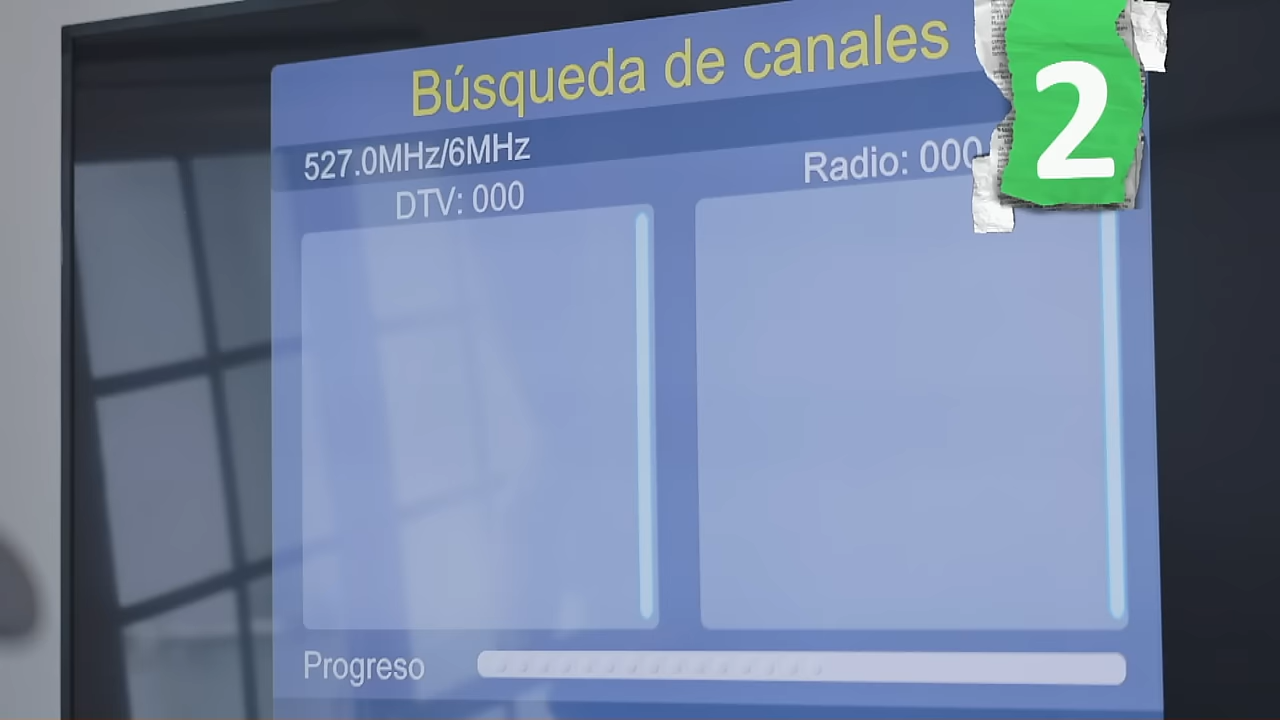 Búsqueda de canales
2
527.0MHz/6MHz
DTV: 000
Radio: 000
Progreso